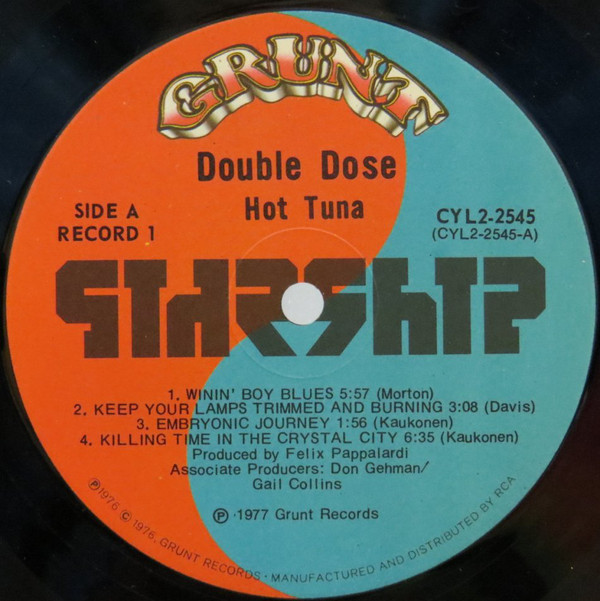 GRUNT
Double Dose
Hot Tuna
SIDE A
RECORD 1
CYL2-2545
(CYL2-2545-A)
STARSHIP
1. WININ' BOY BLUES 5:57 (Morton)
2. KEEP YOUR LAMPS TRIMMED AND BURNING 3:08 (Davis)
3. EMBRYONIC JOURNEY 1:56 (Kaukonen)
4. KILLING TIME IN THE CRYSTAL CITY 6:35 (Kaukonen)
Produced by Felix Pappalardi
Associate Producers: Don Gehman/
Gail Collins
℗ ·1977 Grunt Records
℗1976 © 1976, GRUNT RECORDS · MANUFACTURED AND DISTRIBUTED BY RCA